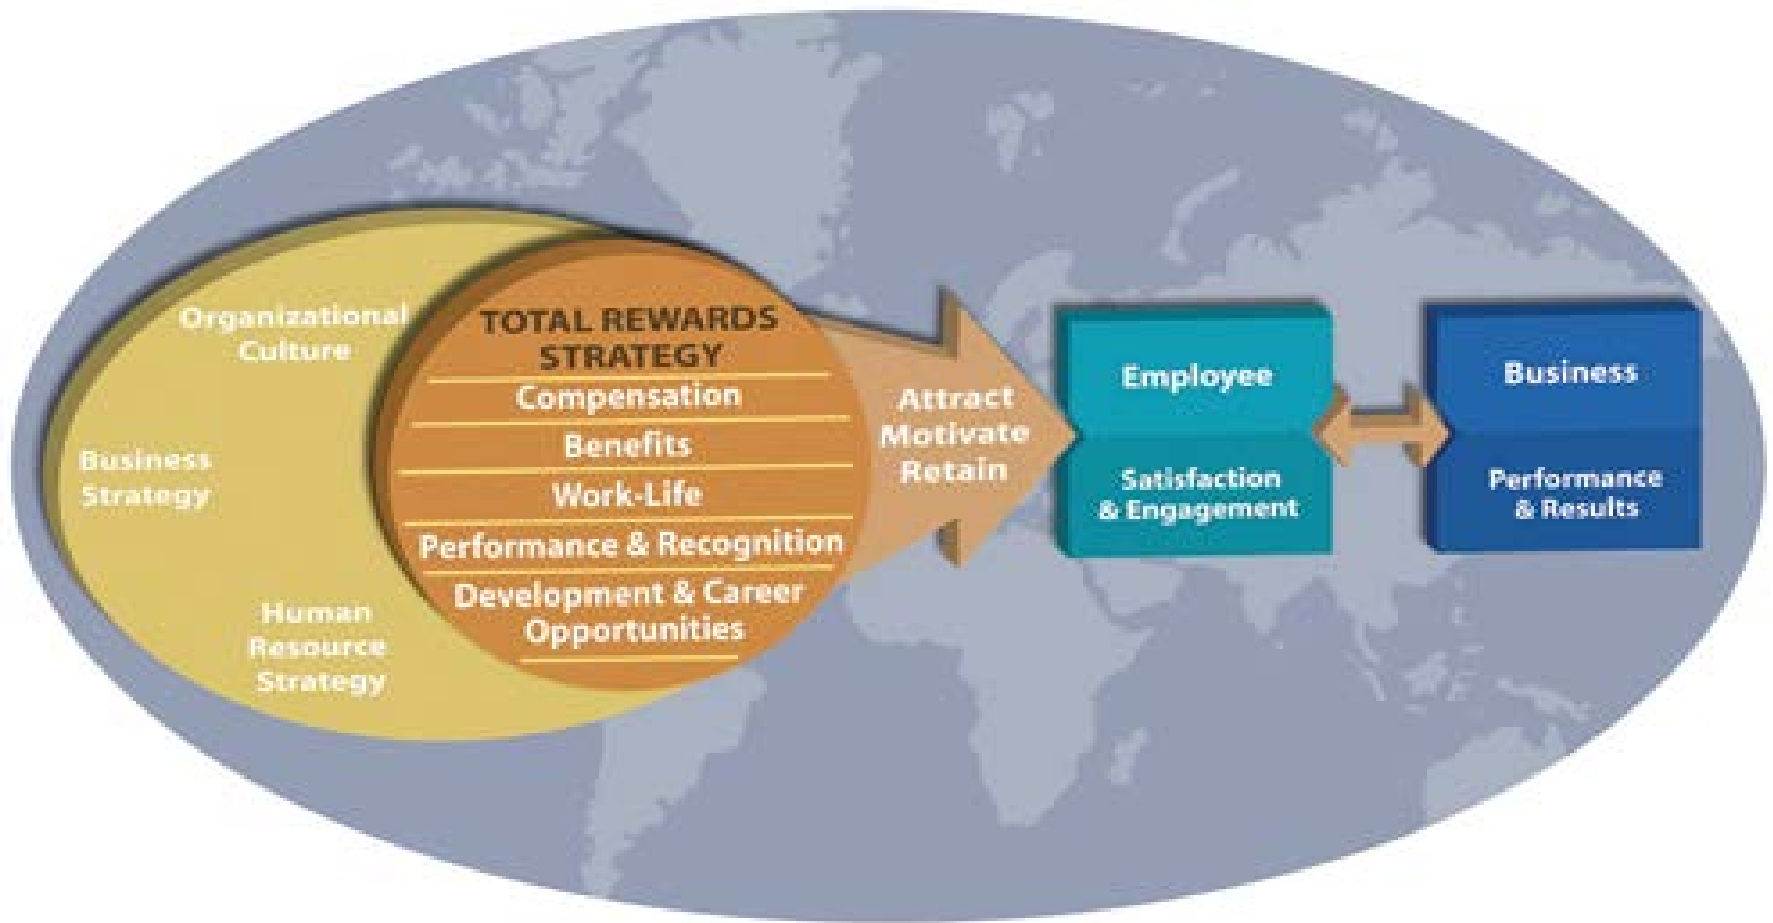 Organizational
Culture
Business
Strategy
Human
Resource
Strategy
TOTAL REWARDS
STRATEGY
Compensation
Benefits
Work-Life
Performance & Recognition
Development & Career
Opportunities
Attract
Motivate
Retain
Employee
Satisfaction
& Engagement
Business
Performance
& Results